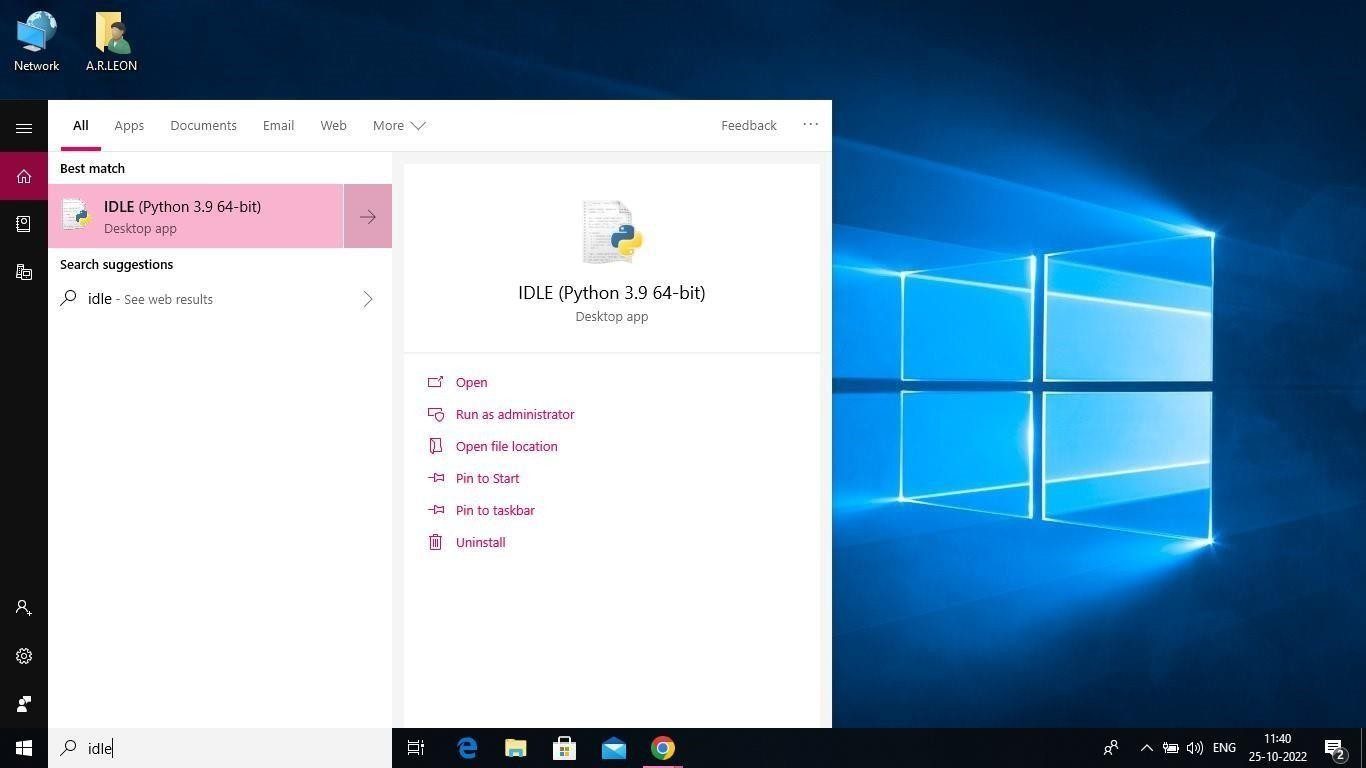 Network
A.R.LEON
All Apps Documents Email Web More Feedback ...
Best match
IDLE (Python 3.9 64-bit)
Desktop app
Search suggestions
idle - See web results
IDLE (Python 3.9 64-bit)
Desktop app
Open
Run as administrator
Open file location
Pin to Start
Pin to taskbar
Uninstall
idle
ENG
11:40
25-10-2022
2